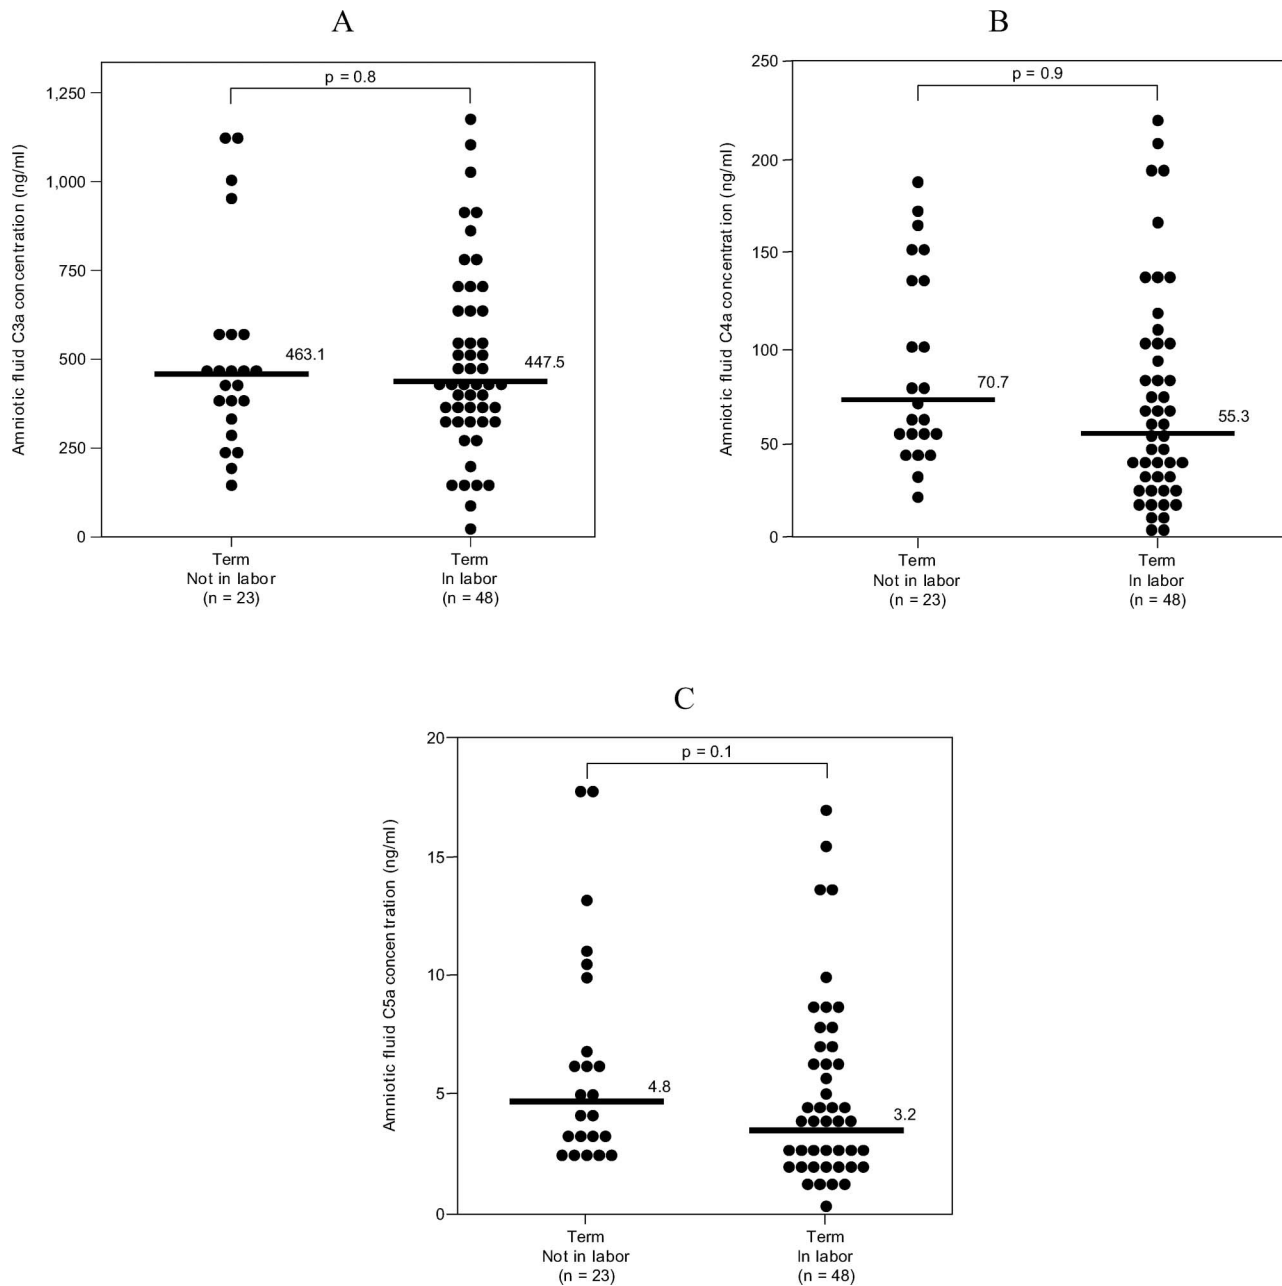 A
Amniotic fluid C3a concentration (ng/ml)
1,250
1,000
750
500
250
0
p = 0.8
463.1
447.5
Term
Not in labor
(n = 23)
Term
In labor
(n = 48)
B
Amniotic fluid C4a concentration (ng/ml)
250
200
150
100
50
0
p = 0.9
70.7
55.3
Term
Not in labor
(n = 23)
Term
In labor
(n = 48)
C
Amniotic fluid C5a concentration (ng/ml)
20
15
10
5
0
p = 0.1
4.8
3.2
Term
Not in labor
(n = 23)
Term
In labor
(n = 48)